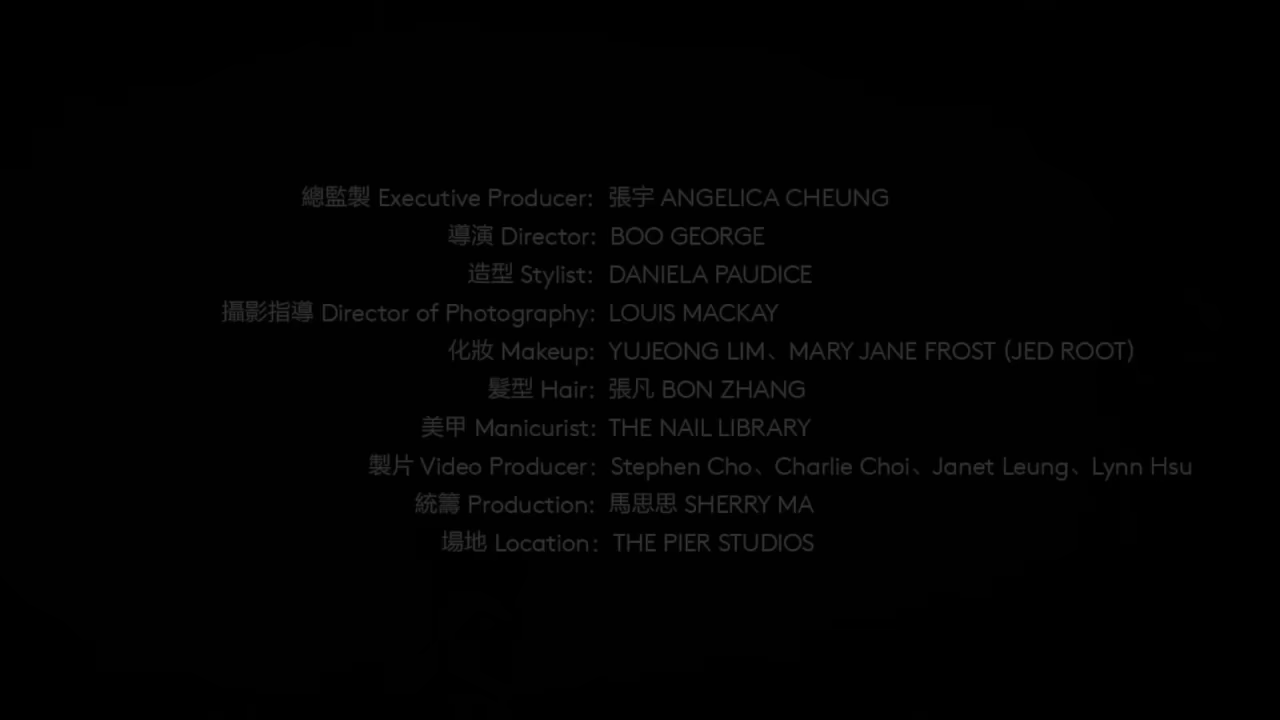 總監製 Executive Producer: 張宇 ANGELICA CHEUNG
導演 Director: BOO GEORGE
造型 Stylist: DANIELA PAUDICE
攝影指導 Director of Photography: LOUIS MACKAY
化妝 Makeup: YUJEONG LIM、MARY JANE FROST (JED ROOT)
髮型 Hair: 張凡 BON ZHANG
美甲 Manicurist: THE NAIL LIBRARY
製片 Video Producer: Stephen Cho、Charlie Choi、Janet Leung、Lynn Hsu
統籌 Production: 馬思思 SHERRY MA
場地 Location: THE PIER STUDIOS